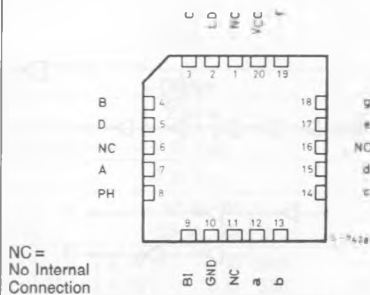 C LD NC VCC f
3 2 1 20 19
B 4 18 g
D 5 17 e
NC 6 16 NC
A 7 15 d
PH 8 14 c
9 10 11 12 13
BI GND NC a b
NC =
No Internal
Connection